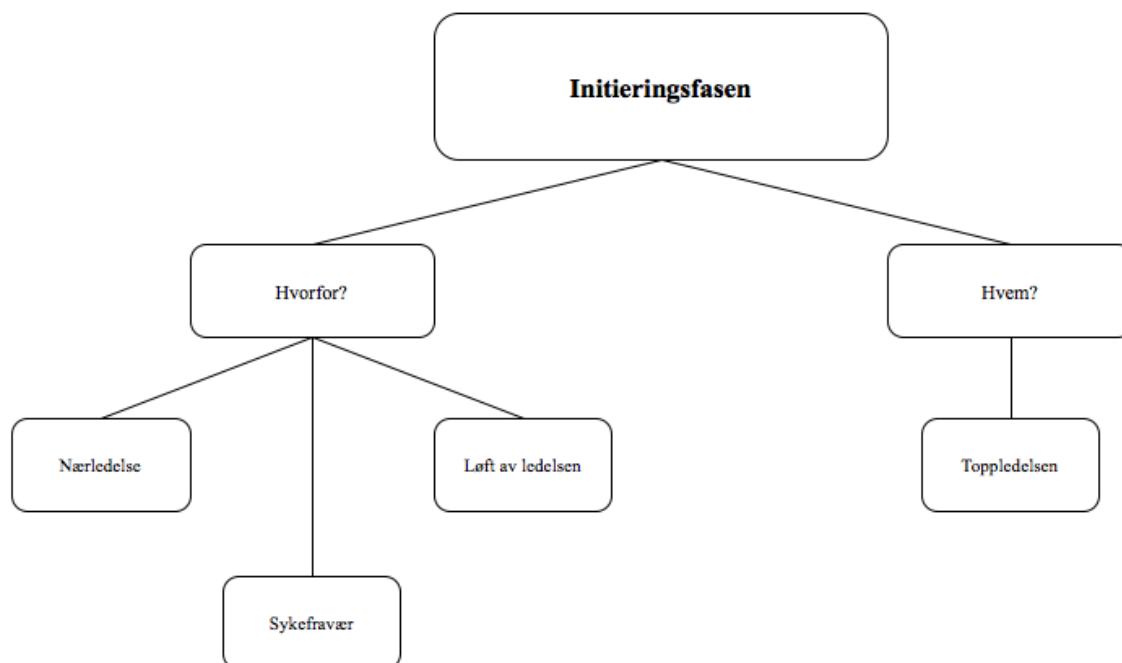 Initieringsfasen
Hvorfor?
Hvem?
Nærledelse
Løft av ledelsen
Toppledelsen
Sykefravær